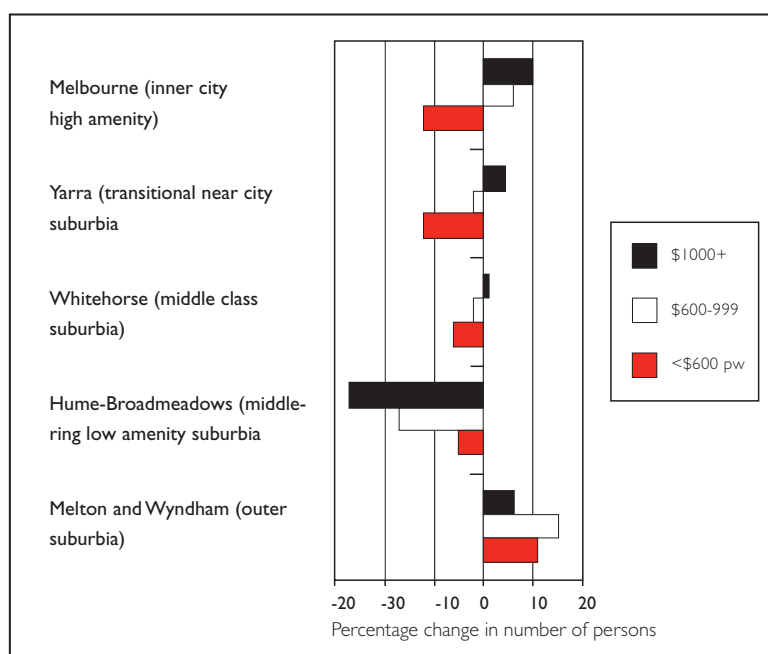 Melbourne (inner city
high amenity)
Yarra (transitional near city
suburbia
Whitehorse (middle class
suburbia)
Hume-Broadmeadows (middle-
ring low amenity suburbia
Melton and Wyndham (outer
suburbia)
$1000+
$600-999
<$600 pw
-20 -30 -10 0 10 20
Percentage change in number of persons